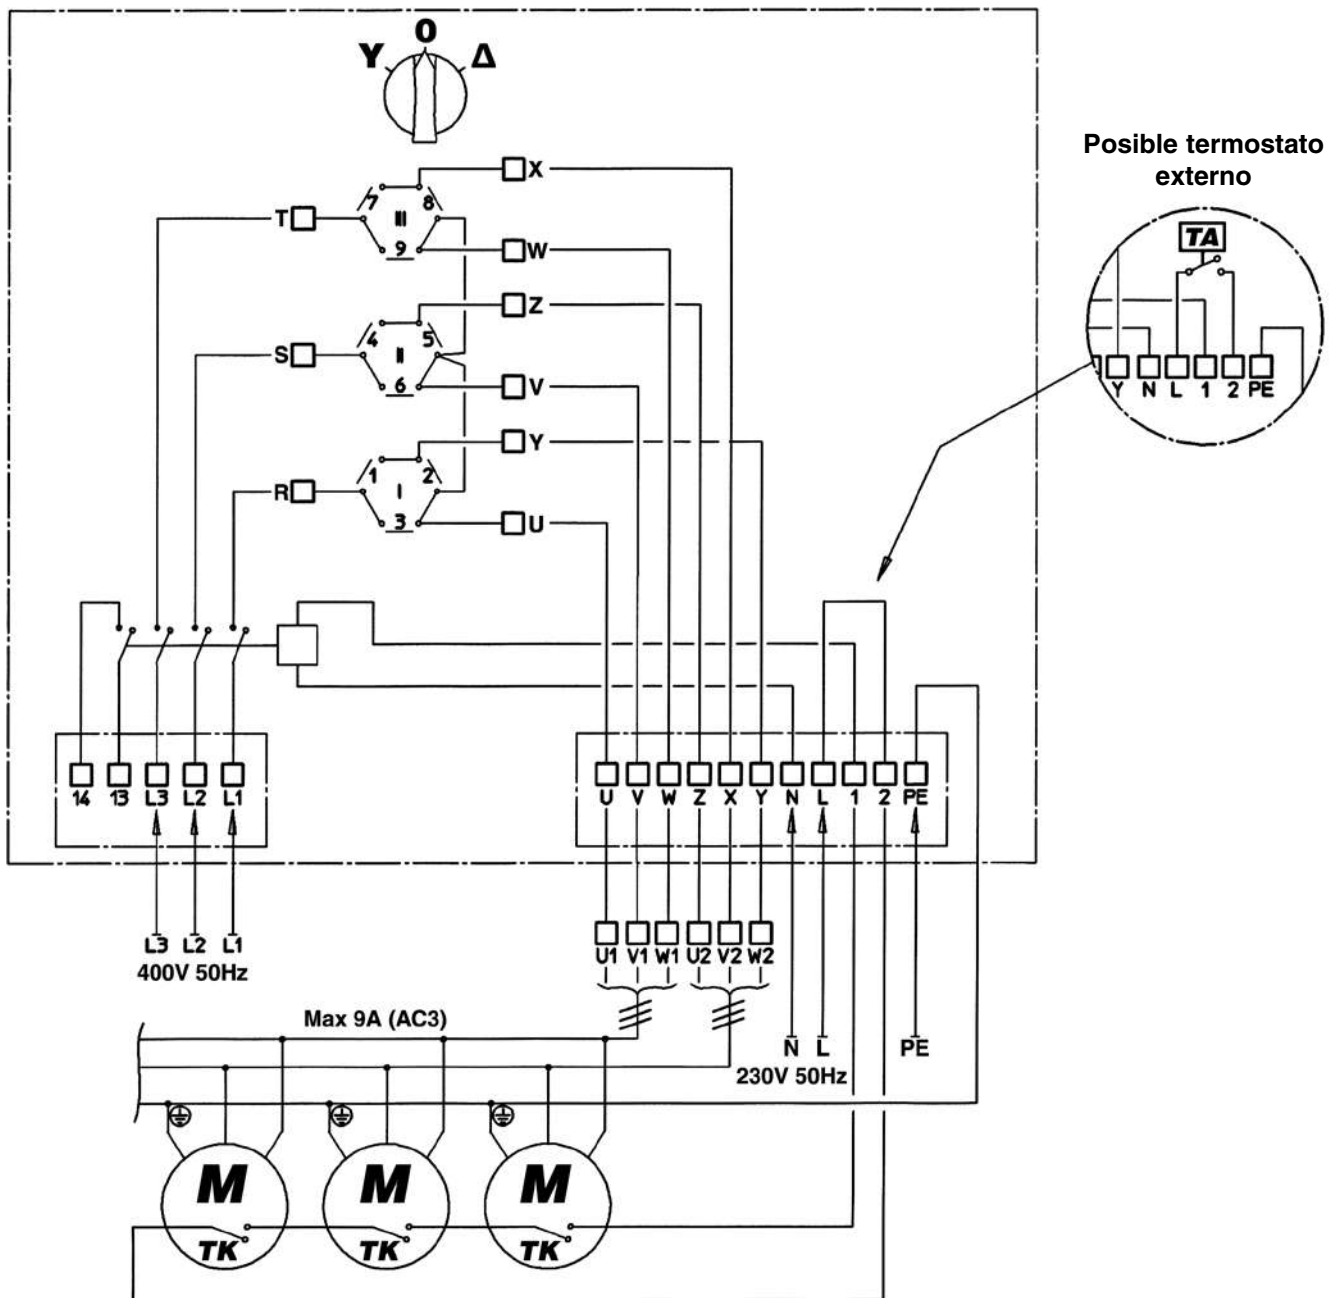 Y 0 Δ
Posible termostato
externo
TA
Y N L 1 2 PE
X
7 8
T III
9 W
Z
4 5
S II
6 V
Y
1 2
R I
3 U
14 13 L3 L2 L1
U V W Z X Y N L 1 2 PE
L3 L2 L1
400V 50Hz
U1 V1 W1 U2 V2 W2
Max 9A (AC3)
N L PE
230V 50Hz
M M M
TK TK TK